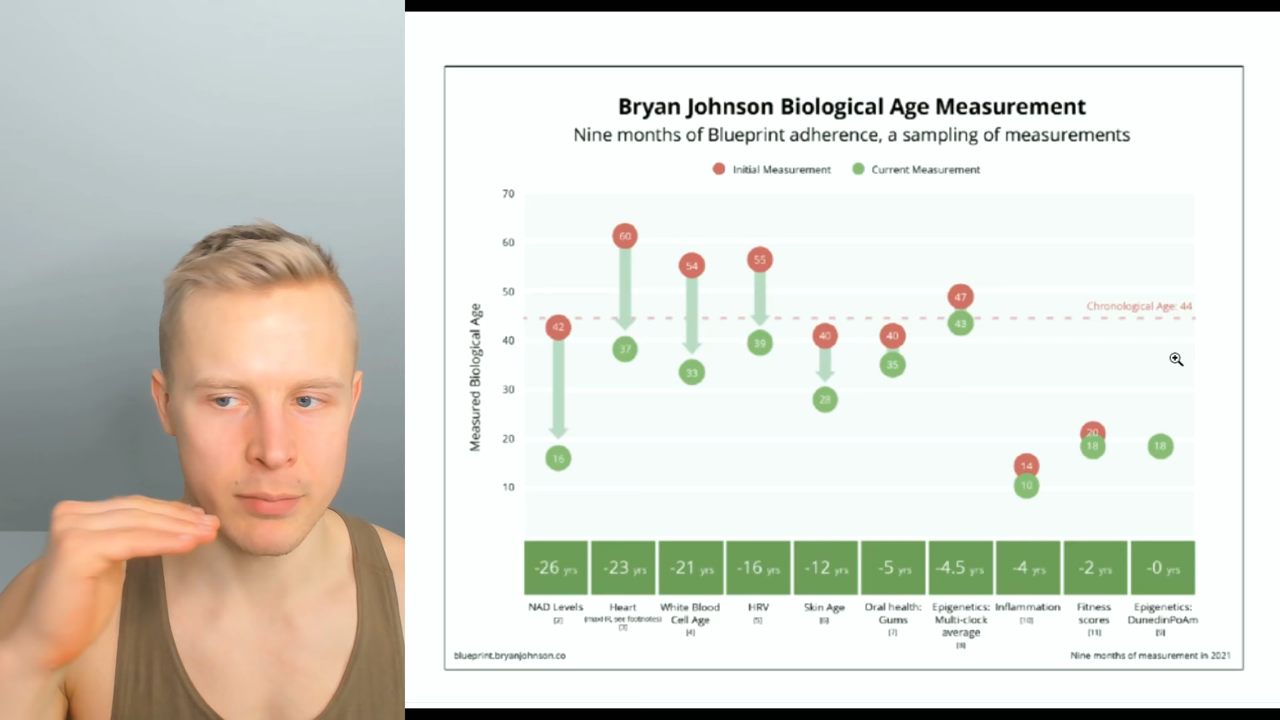 Bryan Johnson Biological Age Measurement
Nine months of Blueprint adherence, a sampling of measurements
Initial Measurement
Current Measurement
Measured Biological Age
70
60
50
40
30
20
10
Chronological Age: 44
42
16
60
37
54
33
55
39
40
28
40
35
47
43
14
10
20
18
18
-26 yrs
-23 yrs
-21 yrs
-16 yrs
-12 yrs
-5 yrs
-4.5 yrs
-4 yrs
-2 yrs
-0 yrs
NAD Levels
[2]
Heart
(maxHR, see footnotes)
[3]
White Blood
Cell Age
[4]
HRV
[5]
Skin Age
[6]
Oral health:
Gums
[7]
Epigenetics:
Multi-clock
average
[8]
Inflammation
[10]
Fitness
scores
[11]
Epigenetics:
DunedinPoAm
[9]
blueprint.bryanjohnson.co
Nine months of measurement in 2021